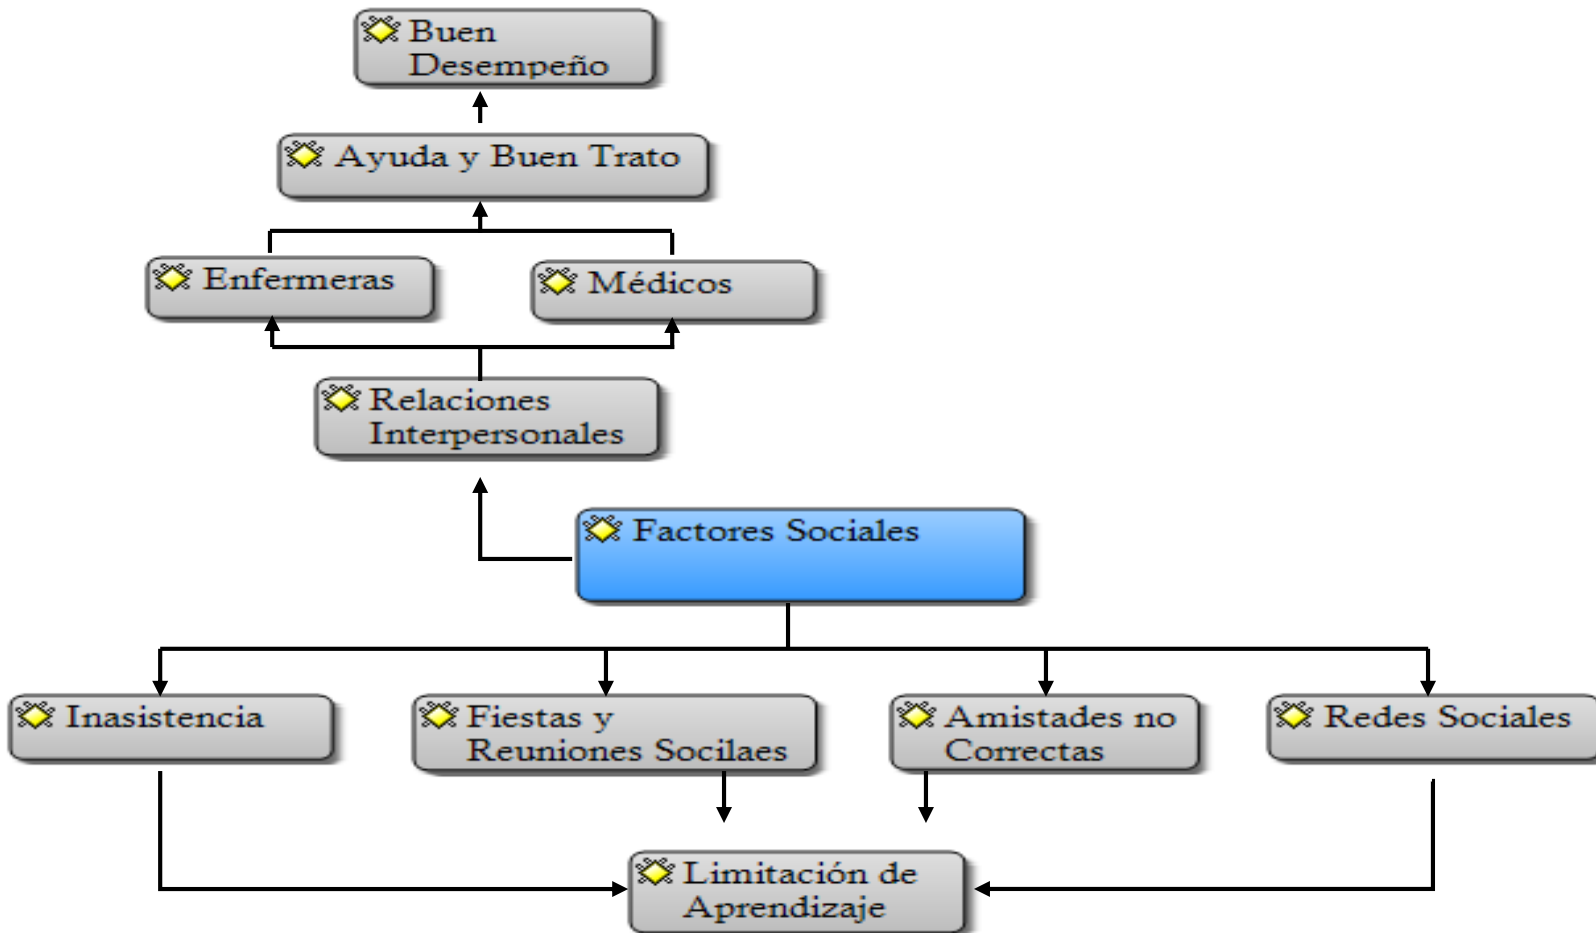 Buen
Desempeño
Ayuda y Buen Trato
Enfermeras
Médicos
Relaciones
Interpersonales
Factores Sociales
Inasistencia
Fiestas y
Reuniones Socilaes
Amistades no
Correctas
Redes Sociales
Limitación de
Aprendizaje